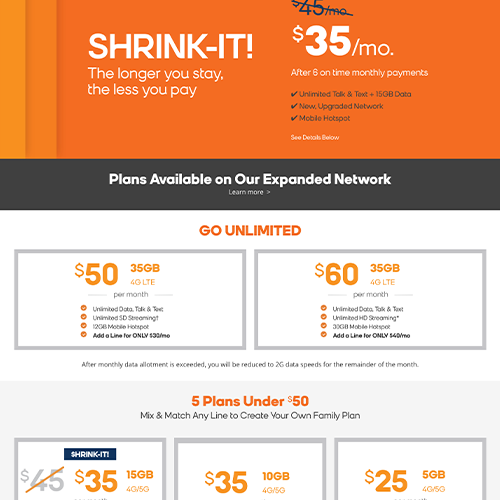 $45/mo.
SHRINK-IT!
The longer you stay,
the less you pay
$35/mo.
After 6 on time monthly payments
✔ Unlimited Talk & Text + 15GB Data
✔ New, Upgraded Network
✔ Mobile Hotspot
See Details Below
Plans Available on Our Expanded Network
Learn more >
GO UNLIMITED
$50 35GB
4G LTE
per month
Unlimited Data, Talk & Text
Unlimited SD Streaming†
12GB Mobile Hotspot
Add a Line for ONLY $30/mo
$60 35GB
4G LTE
per month
Unlimited Data, Talk & Text
Unlimited HD Streaming*
30GB Mobile Hotspot
Add a Line for ONLY $40/mo
After monthly data allotment is exceeded, you will be reduced to 2G data speeds for the remainder of the month.
5 Plans Under $50
Mix & Match Any Line to Create Your Own Family Plan
SHRINK-IT!
$45 $35 15GB
4G/5G
$35 10GB
4G/5G
$25 5GB
4G/5G